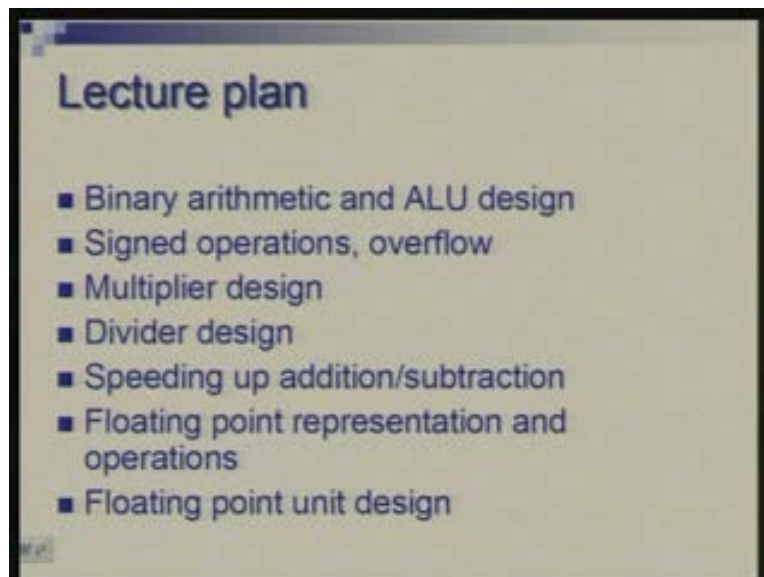 Lecture plan
Binary arithmetic and ALU design
Signed operations, overflow
Multiplier design
Divider design
Speeding up addition/subtraction
Floating point representation and
operations
Floating point unit design